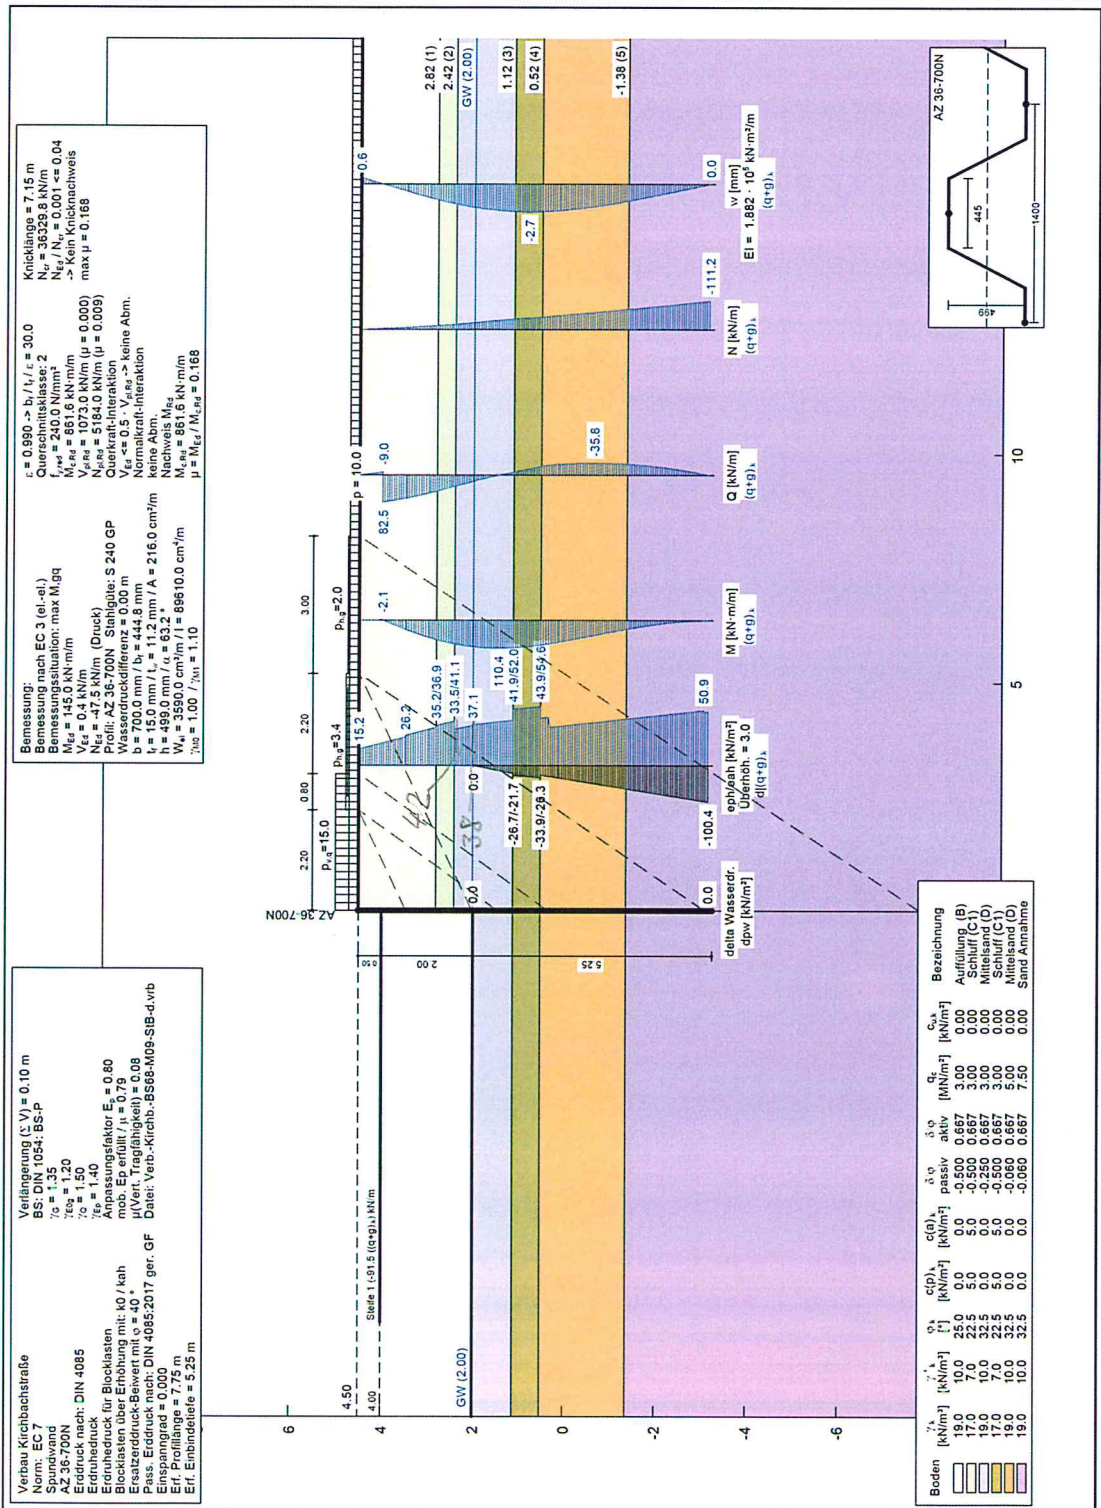 Verbau Kirchbachstraße
Norm: EC 7
Spundwand
AZ 36-700N
Erddruck nach: DIN 4085
Erdruhedruck
Erdruhedruck für Blocklasten
Blocklasten über Erhöhung mit: k0 / kah
Ersatzerddruck-Beiwert mit φ = 40 °
Pass. Erddruck nach: DIN 4085:2017 ger. GF
Einspanngrad = 0.000
Erf. Profillänge = 7.75 m
Erf. Einbindetiefe = 5.25 m
Verlängerung (Σ V) = 0.10 m
BS: DIN 1054: BS-P
γG = 1.35
γE0g = 1.20
γQ = 1.50
γEp = 1.40
Anpassungsfaktor Ep = 0.80
mob. Ep erfüllt / μ = 0.79
μ(Vert. Tragfähigkeit) = 0.08
Datei: Verb.-Kirchb.-BS68-M09-StB-d.vrb
Bemessung:
Bemessung nach EC 3 (el.-el.)
Bemessungssituation: max M,gq
MEd = 145.0 kN·m/m
VEd = 0.4 kN/m
NEd = -47.5 kN/m (Druck)
Profil: AZ 36-700N Stahlgüte: S 240 GP
Wasserdruckdifferenz = 0.00 m
b = 700.0 mm / bf = 444.8 mm
tf = 15.0 mm / tw = 11.2 mm / A = 216.0 cm²/m
h = 499.0 mm / α = 63.2 °
Wel = 3590.0 cm³/m / I = 89610.0 cm⁴/m
γM0 = 1.00 / γM1 = 1.10
ε = 0.990 -> bf / tf / ε = 30.0
Querschnittsklasse: 2
fy,red = 240.0 N/mm²
Mc,Rd = 861.6 kN·m/m
Vpl,Rd = 1073.0 kN/m (μ = 0.000)
Npl,Rd = 5184.0 kN/m (μ = 0.009)
Querkraft-Interaktion
VEd <= 0.5 · Vpl,Rd -> keine Abm.
Normalkraft-Interaktion
keine Abm.
Nachweis MRd
Mc,Rd = 861.6 kN·m/m
μ = MEd / Mc,Rd = 0.168
Knicklänge = 7.15 m
Ncr = 36329.8 kN/m
NEd / Ncr = 0.001 <= 0.04
-> Kein Knicknachweis
max μ = 0.168
2.20
0.80
2.20
3.00
pv,q=15.0
ph,g=3.4
ph,g=2.0
p = 10.0
AZ 36-700N
4.50
4.00
Steife 1 (-91.5 ((q+g)k) kN/m
GW (2.00)
0.50
2.00
5.25
6
4
2
0
-2
-4
-6
5
10
0.0
0.0
delta Wasserdr.
dpw [kN/m²]
42
38
15.2
26.2
35.2/36.9
33.5/41.1
37.1
0.0
41.9/52.0
-26.7/-21.7
-33.9/-26.3
50.9
-100.4
eph/eah [kN/m²]
Überhöh. = 3.0
d|(q+g)k
-2.1
110.4
M [kN·m/m]
(q+g)k
82.5
-9.0
-35.8
Q [kN/m]
(q+g)k
-111.2
N [kN/m]
(q+g)k
0.6
-2.7
0.0
w [mm]
(q+g)k
EI = 1.882 · 10⁵ kN·m²/m
2.82 (1)
2.42 (2)
GW (2.00)
1.12 (3)
0.52 (4)
-1.38 (5)
AZ 36-700N
445
499
1400
Boden γk [kN/m³] γ'k [kN/m³] φk [°] c(p)k [kN/m²] c(a)k [kN/m²] δ/φ passiv δ/φ aktiv qc [MN/m²] cu,k [kN/m²] Bezeichnung
19.0 10.0 25.0 0.0 0.0 -0.500 0.667 3.00 0.00 Auffüllung (B)
17.0 7.0 22.5 5.0 5.0 -0.500 0.667 3.00 0.00 Schluff (C1)
19.0 10.0 32.5 0.0 0.0 -0.250 0.667 3.00 0.00 Mittelsand (D)
17.0 7.0 22.5 5.0 5.0 -0.500 0.667 3.00 0.00 Schluff (C1)
19.0 10.0 32.5 0.0 0.0 -0.060 0.667 5.00 0.00 Mittelsand (D)
19.0 10.0 32.5 0.0 0.0 -0.060 0.667 7.50 0.00 Sand Annahme